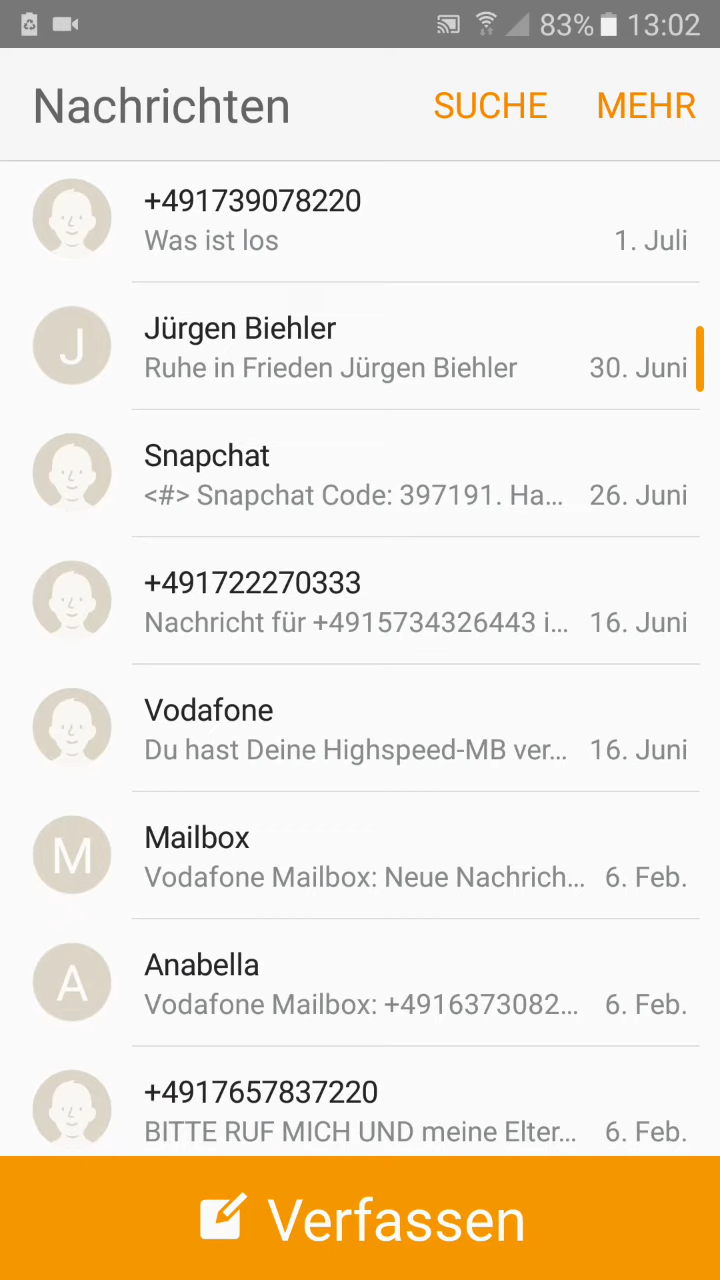 83% 13:02
Nachrichten SUCHE MEHR
+491739078220
Was ist los 1. Juli
J Jürgen Biehler
Ruhe in Frieden Jürgen Biehler 30. Juni
Snapchat
<#> Snapchat Code: 397191. Ha... 26. Juni
+491722270333
Nachricht für +4915734326443 i... 16. Juni
Vodafone
Du hast Deine Highspeed-MB ver... 16. Juni
M Mailbox
Vodafone Mailbox: Neue Nachrich... 6. Feb.
A Anabella
Vodafone Mailbox: +4916373082... 6. Feb.
+4917657837220
BITTE RUF MICH UND meine Elter... 6. Feb.
Verfassen